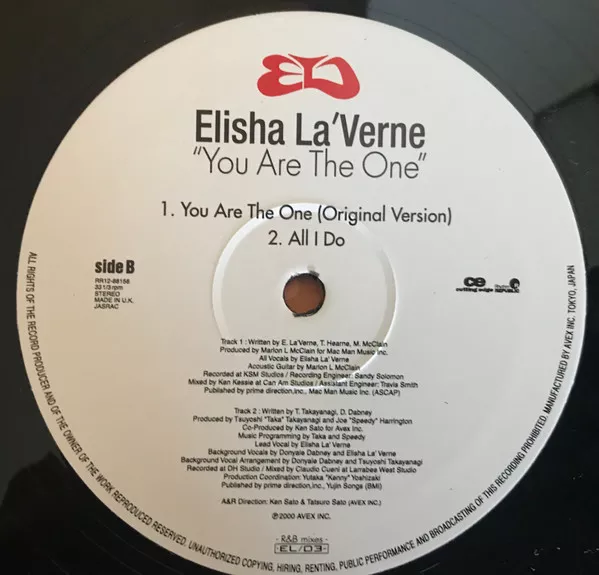 Elisha La'Verne
"You Are The One"
1. You Are The One (Original Version)
2. All I Do
side B
RR12-88158
33 1/3 rpm
STEREO
MADE IN U.K.
JASRAC
ce
cutting edge
REPUBLIC
Track 1 : Written by E. La'Verne, T. Hearne, M. McClain
Produced by Marlon L McClain for Mac Man Music Inc.
All Vocals by Elisha La' Verne
Acoustic Guitar by Marlon L McClain
Recorded at KSM Studios / Recording Engineer: Sandy Solomon
Mixed by Ken Kessie at Can Am Studios / Assistant Engineer: Travis Smith
Published by prime direction,inc., Mac Man Music Inc. (ASCAP)
Track 2 : Written by T. Takayanagi, D. Dabney
Produced by Tsuyoshi "Taka" Takayanagi and Joe "Speedy" Harrington
Co-Produced by Ken Sato for Avex Inc.
Music Programming by Taka and Speedy
Lead Vocal by Elisha La' Verne
Background Vocals by Donyale Dabney and Elisha La' Verne
Background Vocal Arrangement by Donyale Dabney and Tsuyoshi Takayanagi
Recorded at DH Studio / Mixed by Claudio Cueni at Larrabee West Studio
Production Coordination: Yutaka "Kenny" Yoshizaki
Published by prime direction,inc., Yujin Songs (BMI)
A&R Direction: Ken Sato & Tatsuro Sato (AVEX INC.)
℗2000 AVEX INC.
- R&B mixes -
EL/03
ALL RIGHTS OF THE RECORD PRODUCER AND OF THE OWNER OF THE WORK REPRODUCED RESERVED. UNAUTHORIZED COPYING, HIRING, RENTING, PUBLIC PERFORMANCE AND BROADCASTING OF THIS RECORDING PROHIBITED. MANUFACTURED BY AVEX INC. TOKYO, JAPAN